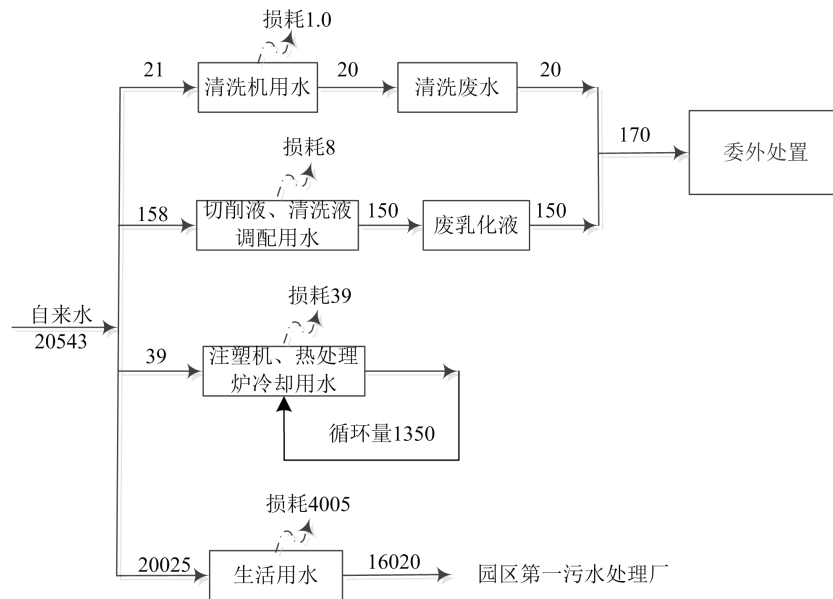 损耗1.0
21
清洗机用水
20
清洗废水
20
170
委外处置
损耗8
158
切削液、清洗液
调配用水
150
废乳化液
150
自来水
20543
损耗39
39
注塑机、热处理
炉冷却用水
循环量1350
损耗4005
20025
生活用水
16020
园区第一污水处理厂